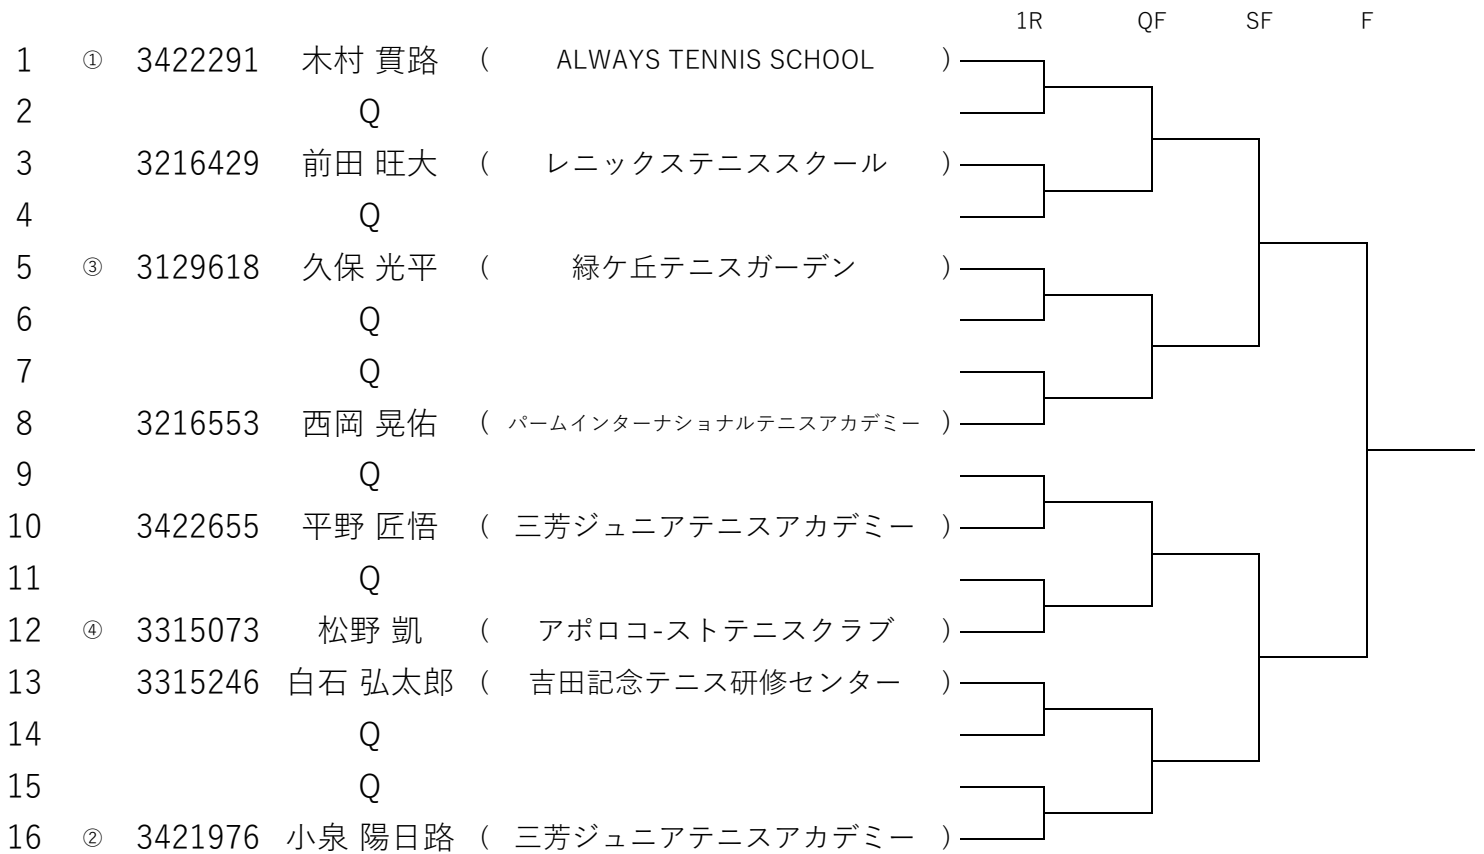 1R QF SF F
1 ① 3422291 木村 貫路 ( ALWAYS TENNIS SCHOOL )
2 Q
3 3216429 前田 旺大 ( レニックステニススクール )
4 Q
5 ③ 3129618 久保 光平 ( 緑ケ丘テニスガーデン )
6 Q
7 Q
8 3216553 西岡 晃佑 ( パームインターナショナルテニスアカデミー )
9 Q
10 3422655 平野 匠悟 ( 三芳ジュニアテニスアカデミー )
11 Q
12 ④ 3315073 松野 凱 ( アポロコ-ストテニスクラブ )
13 3315246 白石 弘太郎 ( 吉田記念テニス研修センター )
14 Q
15 Q
16 ② 3421976 小泉 陽日路 ( 三芳ジュニアテニスアカデミー )